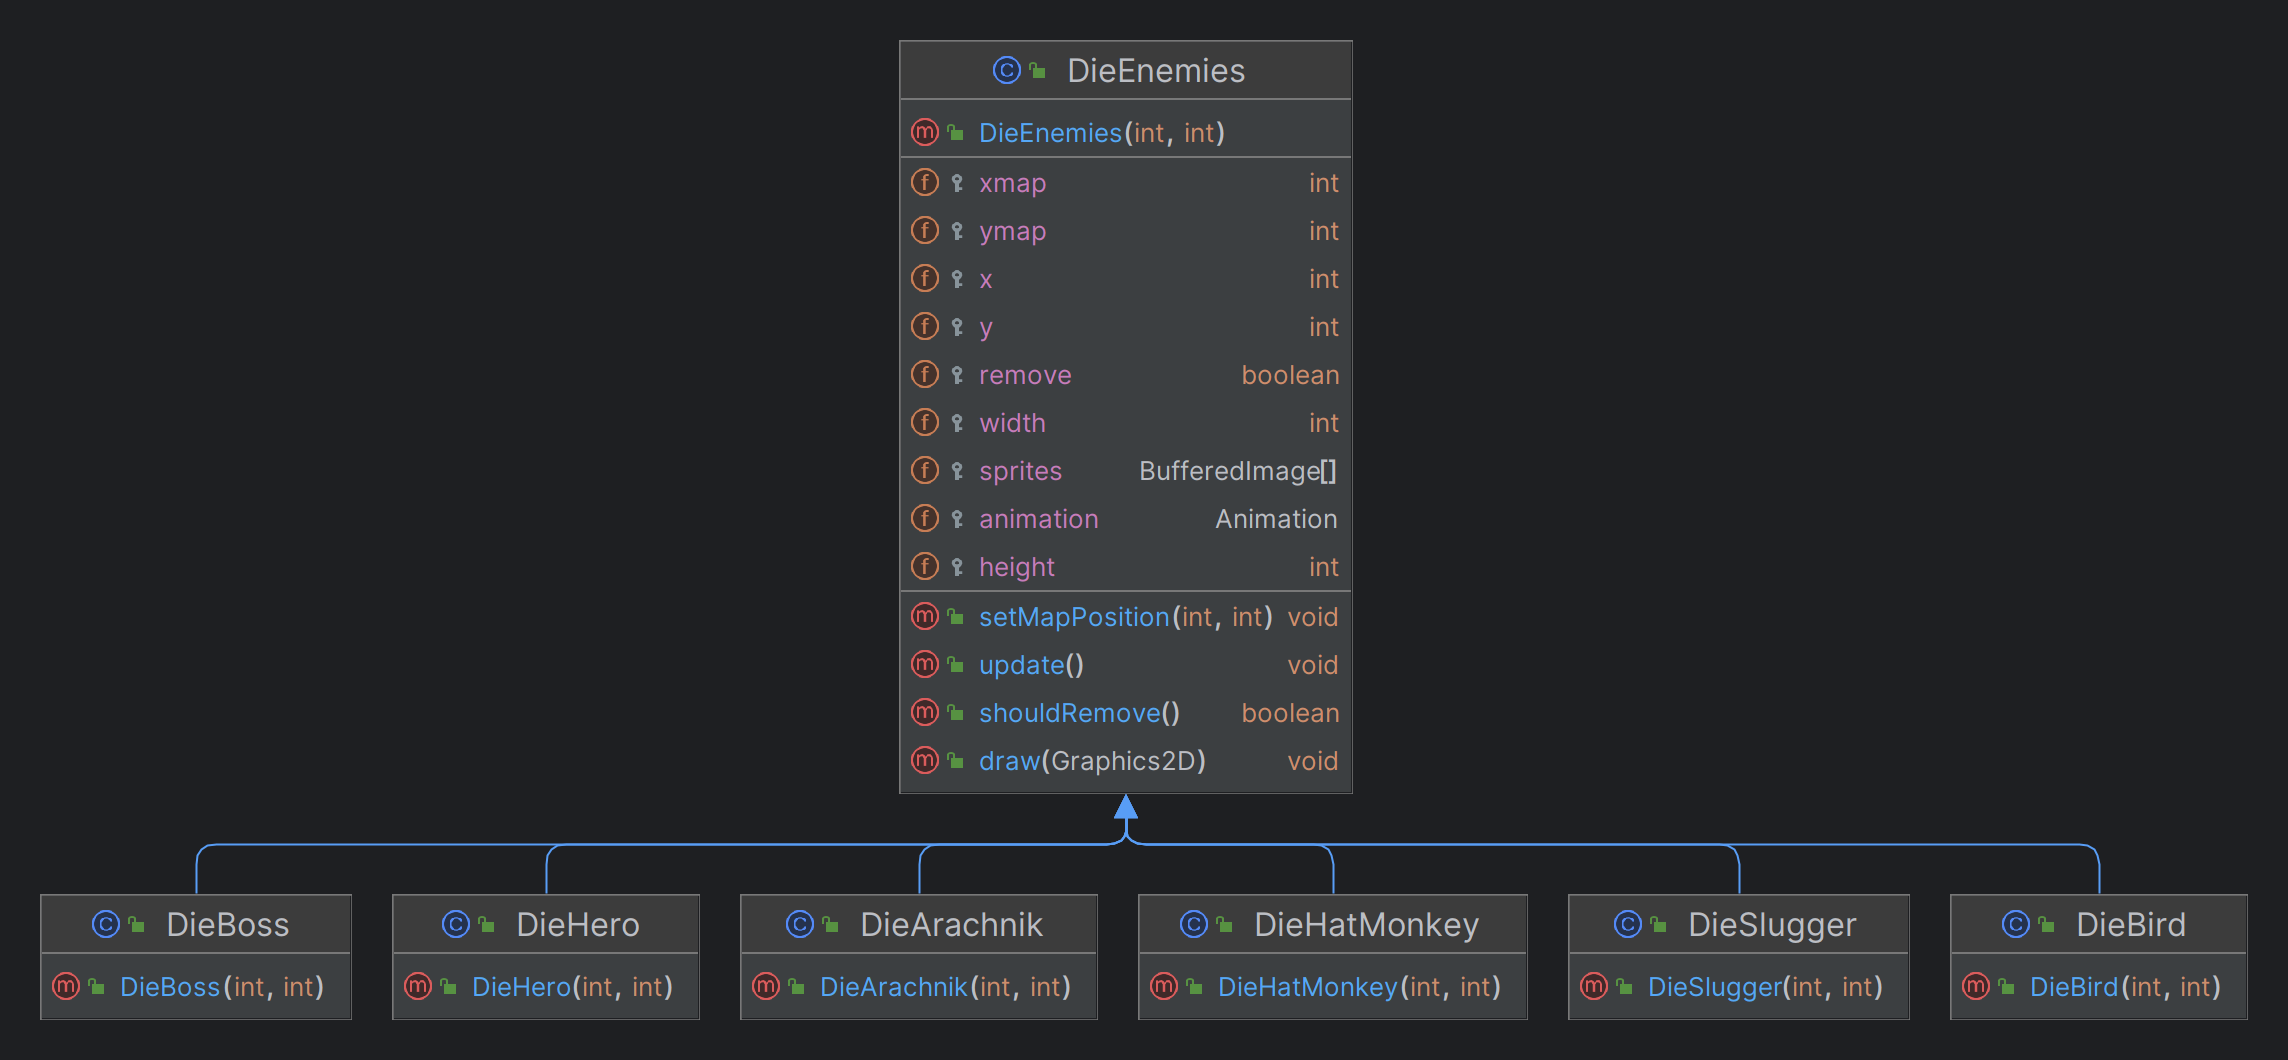 DieEnemies
DieEnemies(int, int)
xmap int
ymap int
x int
y int
remove boolean
width int
sprites BufferedImage[]
animation Animation
height int
setMapPosition(int, int) void
update() void
shouldRemove() boolean
draw(Graphics2D) void
DieBoss
DieBoss(int, int)
DieHero
DieHero(int, int)
DieArachnik
DieArachnik(int, int)
DieHatMonkey
DieHatMonkey(int, int)
DieSlugger
DieSlugger(int, int)
DieBird
DieBird(int, int)